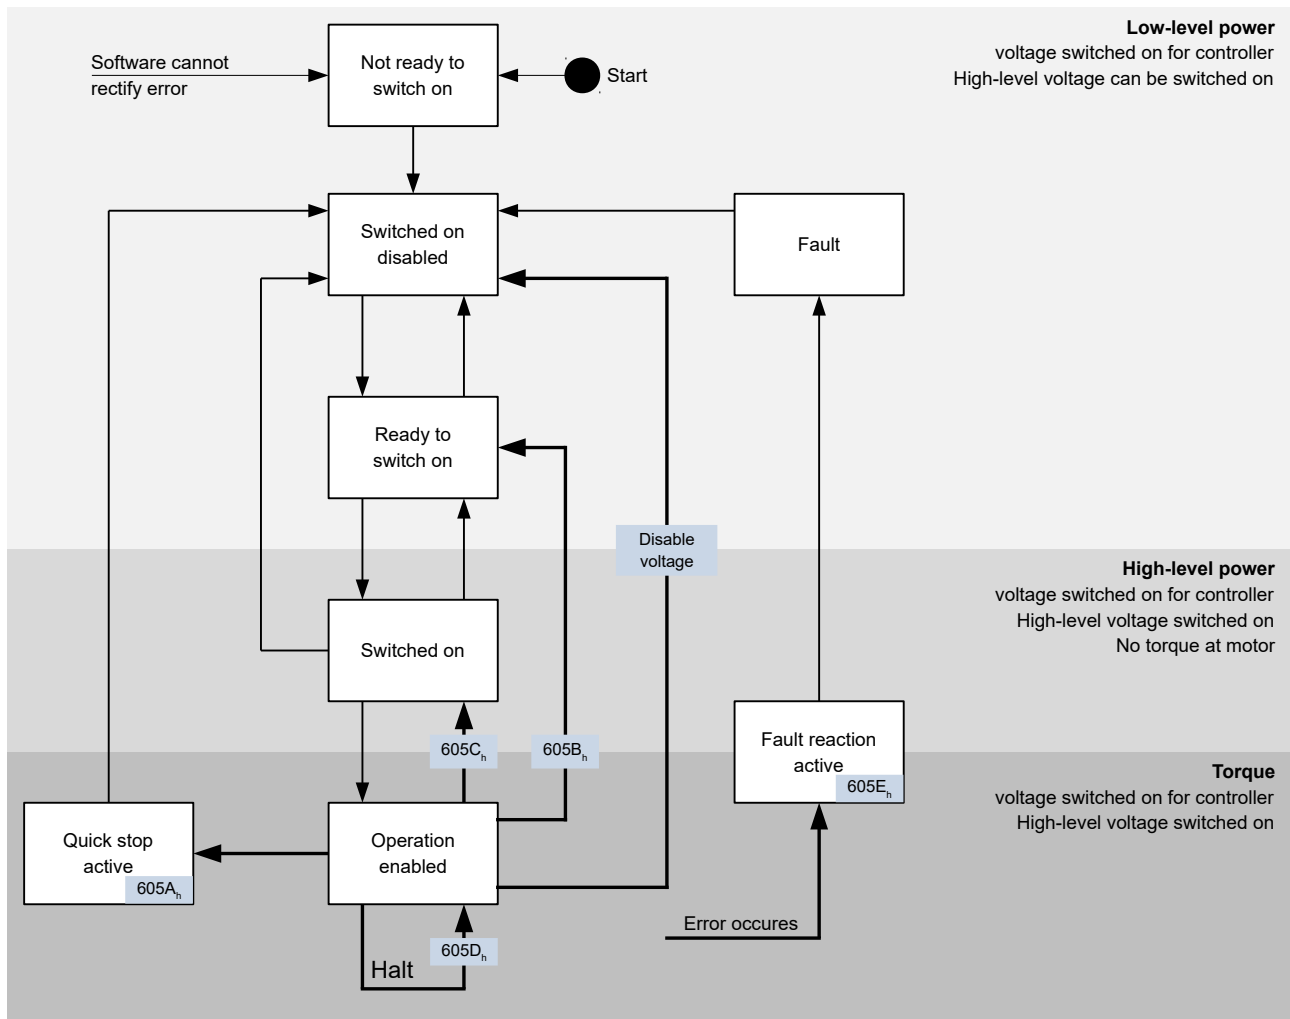 Low-level power
voltage switched on for controller
High-level voltage can be switched on
Software cannot
rectify error
Not ready to
switch on
Start
Switched on
disabled
Fault
Ready to
switch on
Disable
voltage
High-level power
voltage switched on for controller
High-level voltage switched on
No torque at motor
Switched on
605Ch
605Bh
Fault reaction
active
605Eh
Torque
voltage switched on for controller
High-level voltage switched on
Quick stop
active
605Ah
Operation
enabled
Error occures
605Dh
Halt